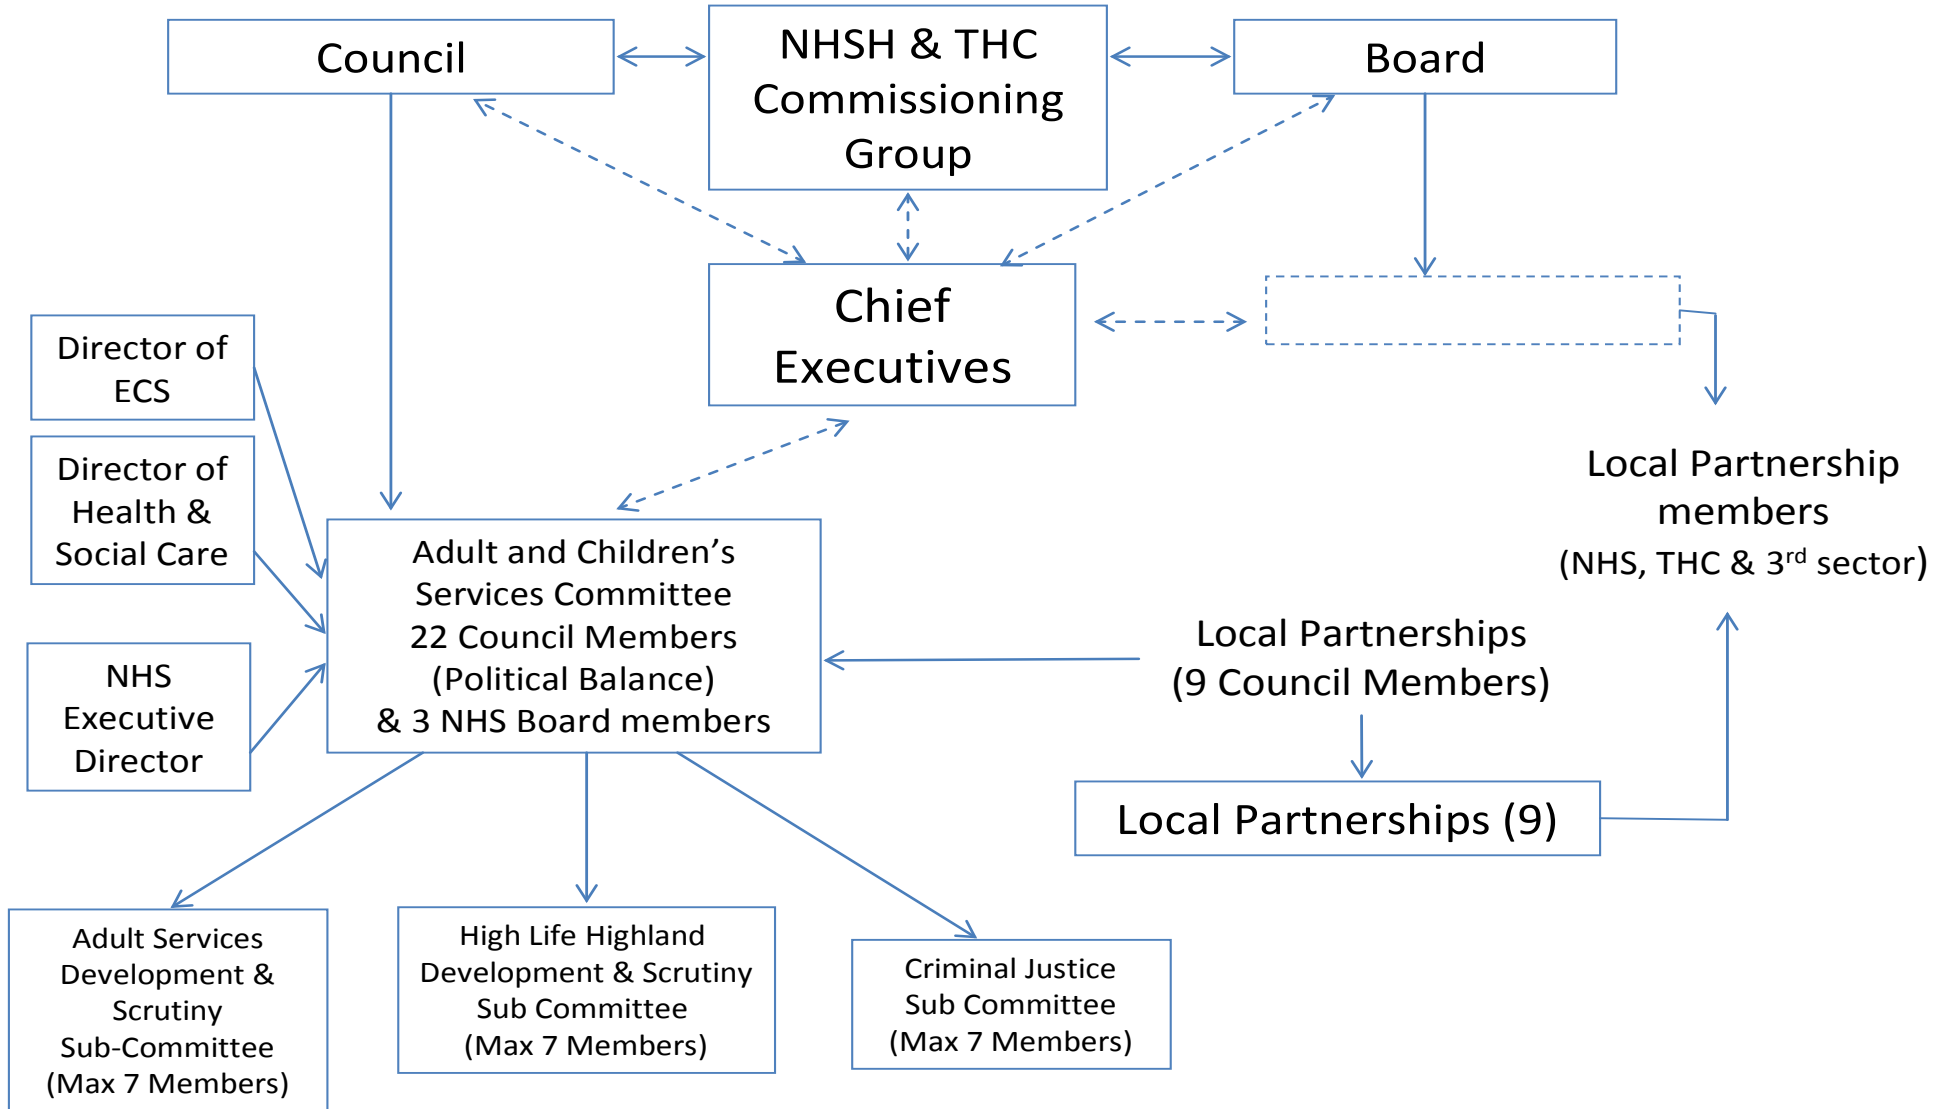 Council
NHSH & THC
Commissioning
Group
Board
Chief
Executives
Director of
ECS
Director of
Health &
Social Care
NHS
Executive
Director
Adult and Children’s
Services Committee
22 Council Members
(Political Balance)
& 3 NHS Board members
Local Partnership
members
(NHS, THC & 3rd sector)
Local Partnerships
(9 Council Members)
Local Partnerships (9)
Adult Services
Development &
Scrutiny
Sub-Committee
(Max 7 Members)
High Life Highland
Development & Scrutiny
Sub Committee
(Max 7 Members)
Criminal Justice
Sub Committee
(Max 7 Members)